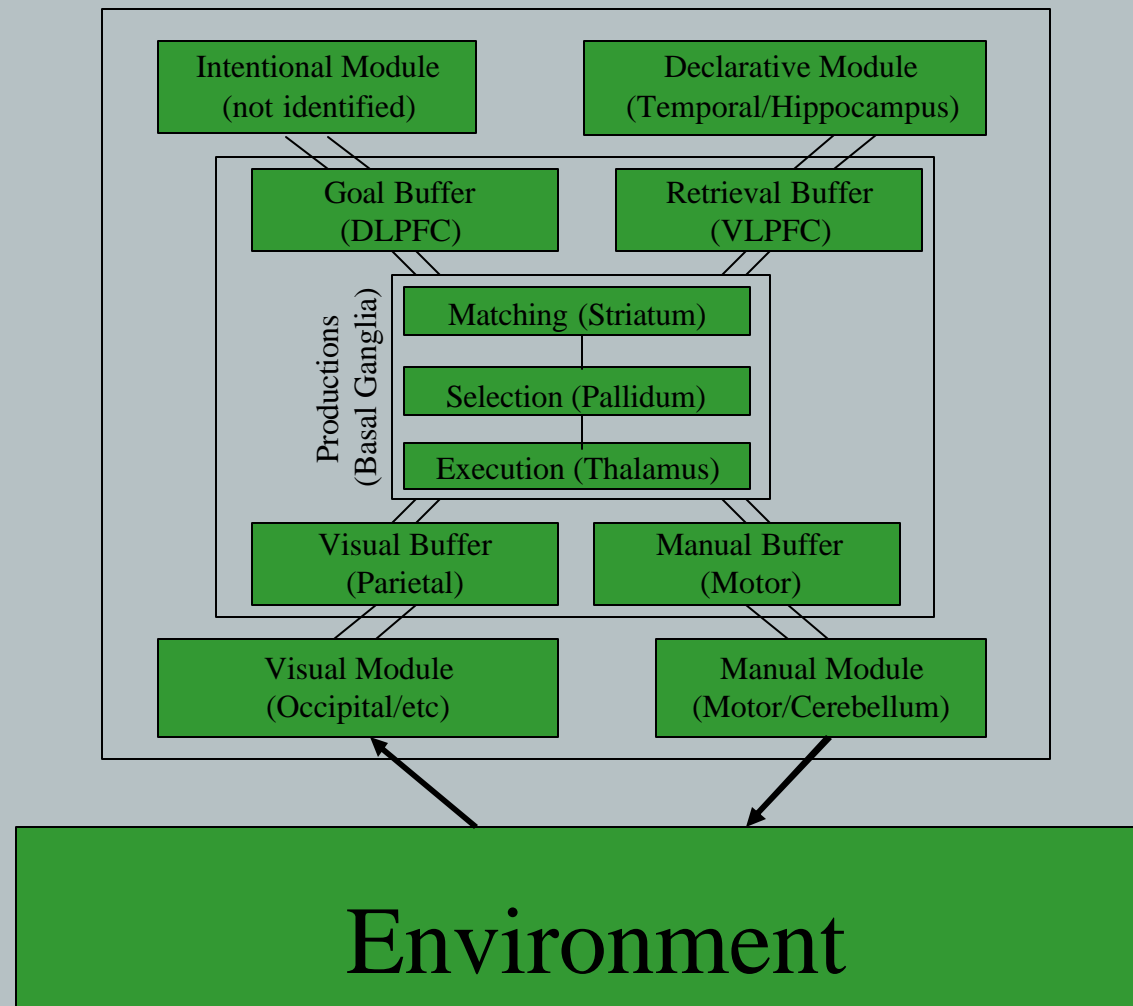 Intentional Module
(not identified)
Declarative Module
(Temporal/Hippocampus)
Goal Buffer
(DLPFC)
Retrieval Buffer
(VLPFC)
Productions
(Basal Ganglia)
Matching (Striatum)
Selection (Pallidum)
Execution (Thalamus)
Visual Buffer
(Parietal)
Manual Buffer
(Motor)
Visual Module
(Occipital/etc)
Manual Module
(Motor/Cerebellum)
Environment